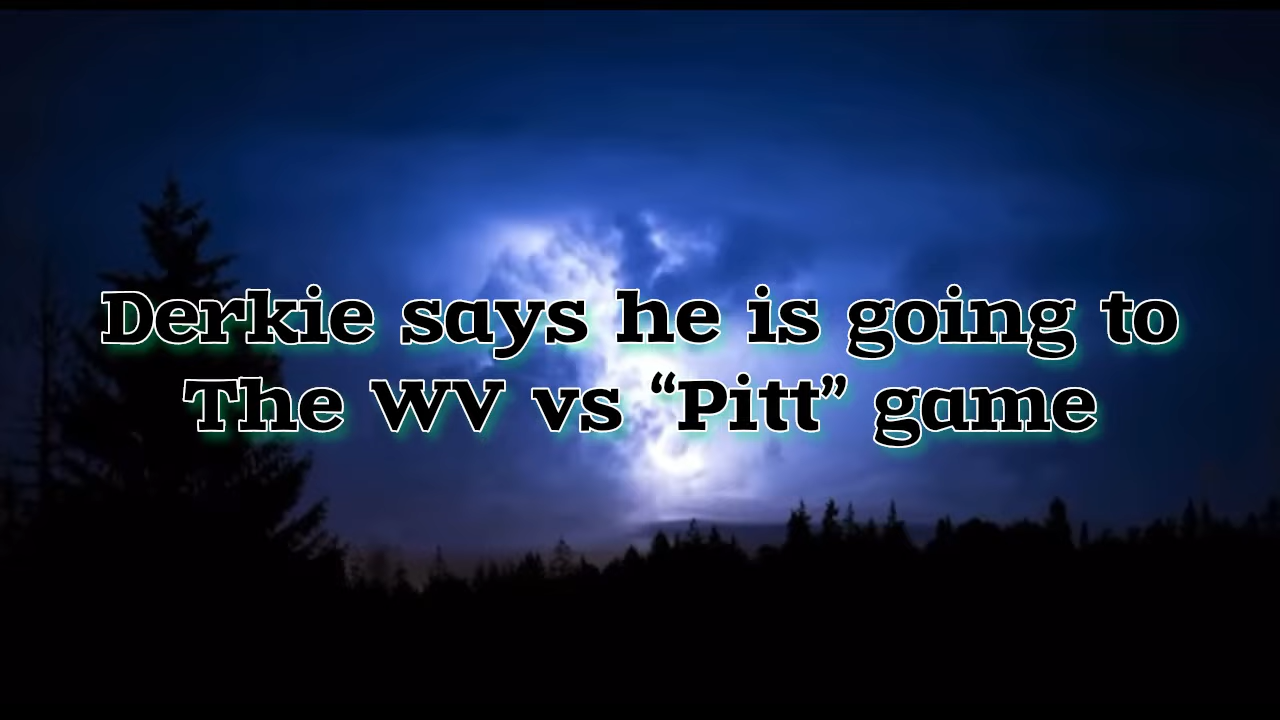 Derkie says he is going to
The WV vs “Pitt” game